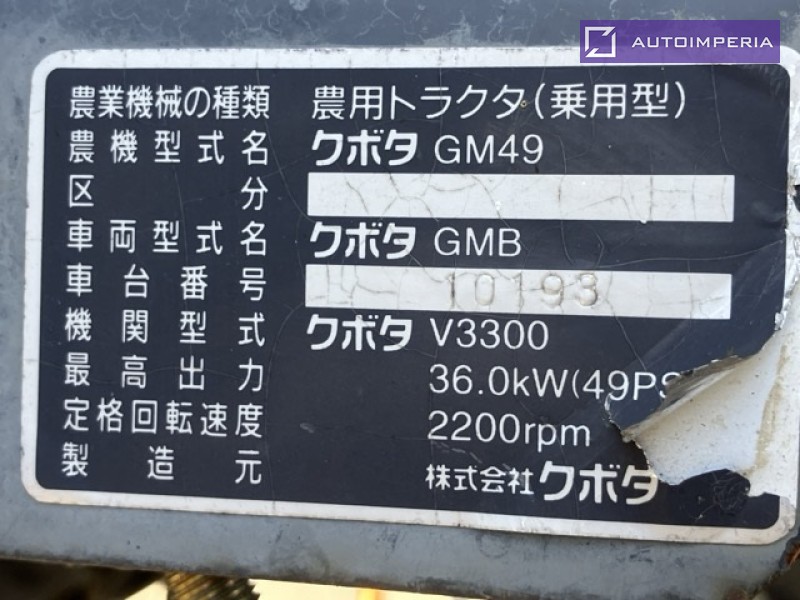 AUTOIMPERIA
農業機械の種類 農用トラクタ(乗用型)
農機型式名 クボタ GM49
区分
車両型式名 クボタ GMB
車台番号 10193
機関型式 クボタ V3300
最高出力 36.0kW(49PS
定格回転速度 2200rpm
製造元 株式会社クボタ